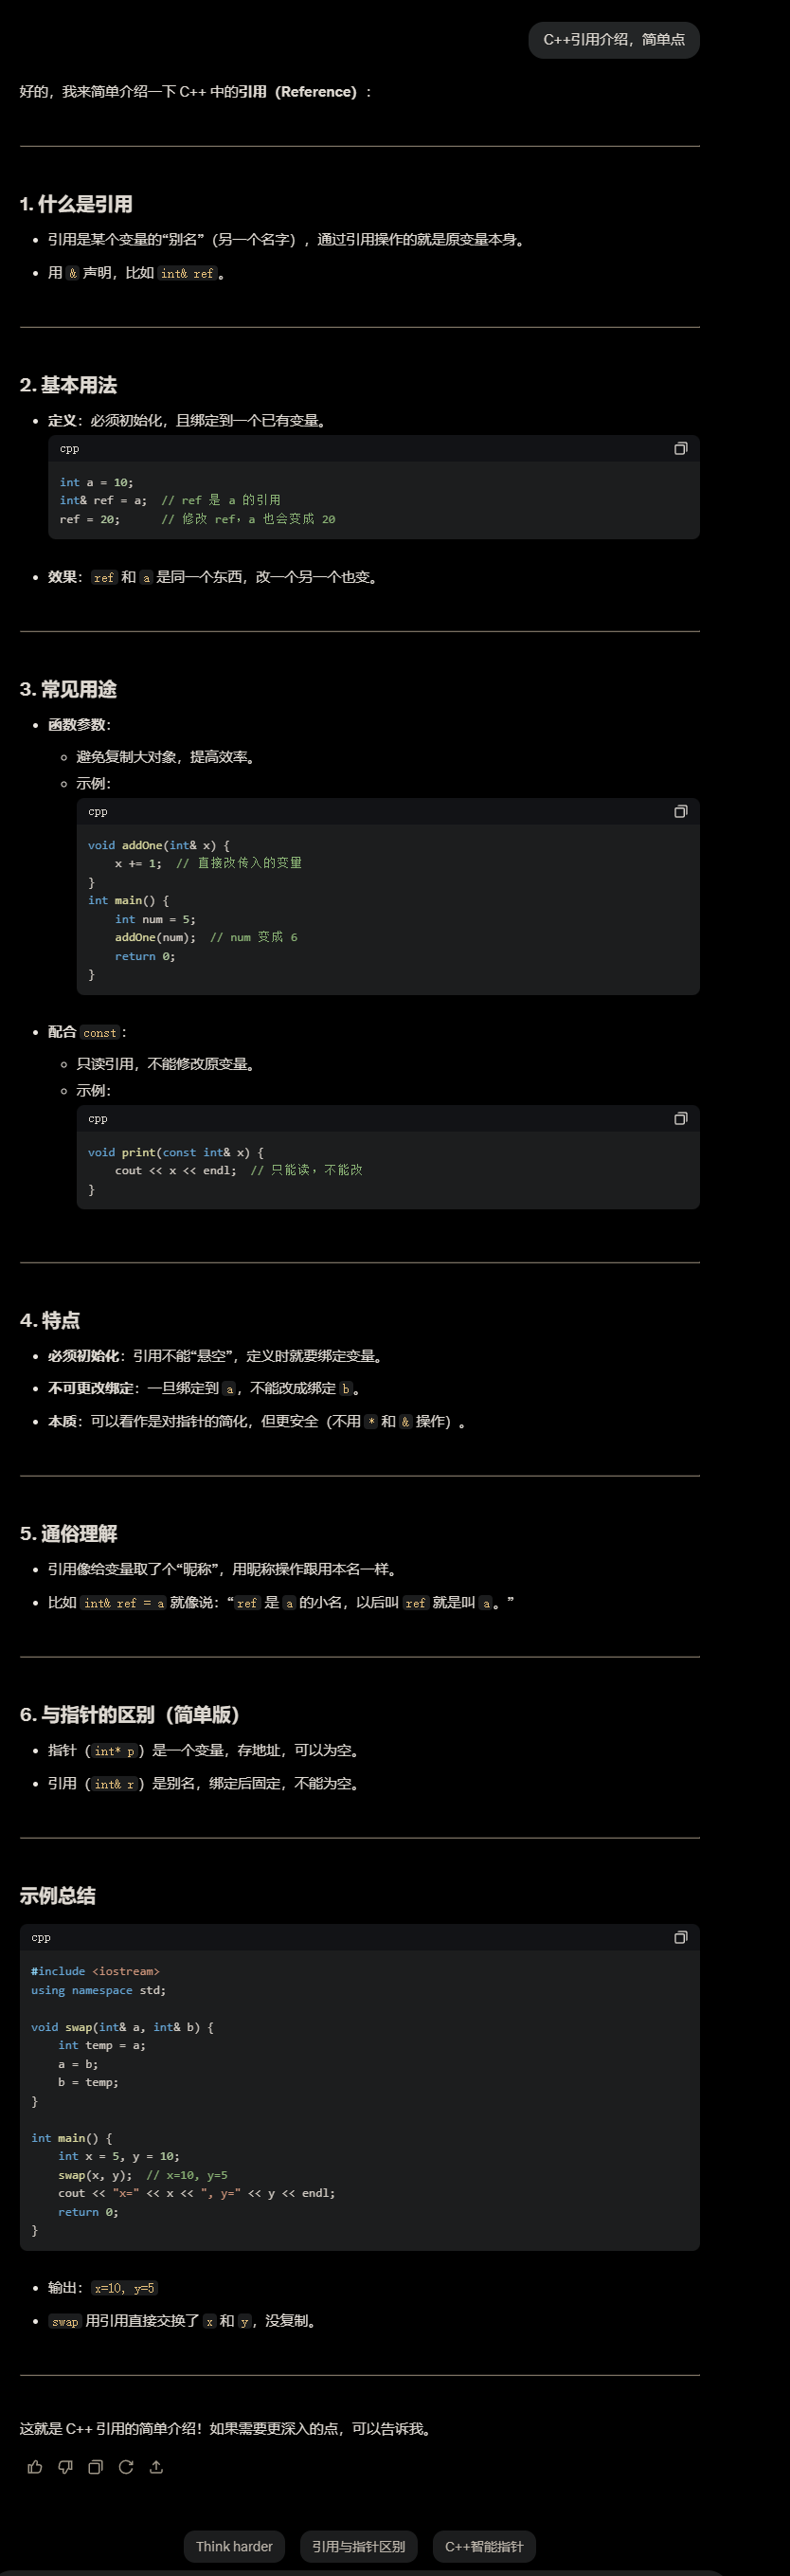 C++引用介绍，简单点
好的，我来简单介绍一下 C++ 中的引用（Reference）：
1. 什么是引用
• 引用是某个变量的“别名”（另一个名字），通过引用操作的就是原变量本身。
• 用 & 声明，比如 int& ref。
2. 基本用法
• 定义：必须初始化，且绑定到一个已有变量。
cpp
int a = 10;
int& ref = a;  // ref 是 a 的引用
ref = 20;      // 修改 ref，a 也会变成 20
• 效果：ref 和 a 是同一个东西，改一个另一个也变。
3. 常见用途
• 函数参数：
◦ 避免复制大对象，提高效率。
◦ 示例：
cpp
void addOne(int& x) {
    x += 1;  // 直接改传入的变量
}
int main() {
    int num = 5;
    addOne(num);  // num 变成 6
    return 0;
}
• 配合 const：
◦ 只读引用，不能修改原变量。
◦ 示例：
cpp
void print(const int& x) {
    cout << x << endl;  // 只能读，不能改
}
4. 特点
• 必须初始化：引用不能“悬空”，定义时就要绑定变量。
• 不可更改绑定：一旦绑定到 a，不能改成绑定 b。
• 本质：可以看作是对指针的简化，但更安全（不用 * 和 & 操作）。
5. 通俗理解
• 引用像给变量取了个“昵称”，用昵称操作跟用本名一样。
• 比如 int& ref = a 就像说：“ref 是 a 的小名，以后叫 ref 就是叫 a。”
6. 与指针的区别（简单版）
• 指针（int* p）是一个变量，存地址，可以为空。
• 引用（int& r）是别名，绑定后固定，不能为空。
示例总结
cpp
#include <iostream>
using namespace std;
void swap(int& a, int& b) {
    int temp = a;
    a = b;
    b = temp;
}
int main() {
    int x = 5, y = 10;
    swap(x, y);  // x=10, y=5
    cout << "x=" << x << ", y=" << y << endl;
    return 0;
}
• 输出：x=10, y=5
• swap 用引用直接交换了 x 和 y，没复制。
这就是 C++ 引用的简单介绍！如果需要更深入的点，可以告诉我。
Think harder 引用与指针区别 C++智能指针